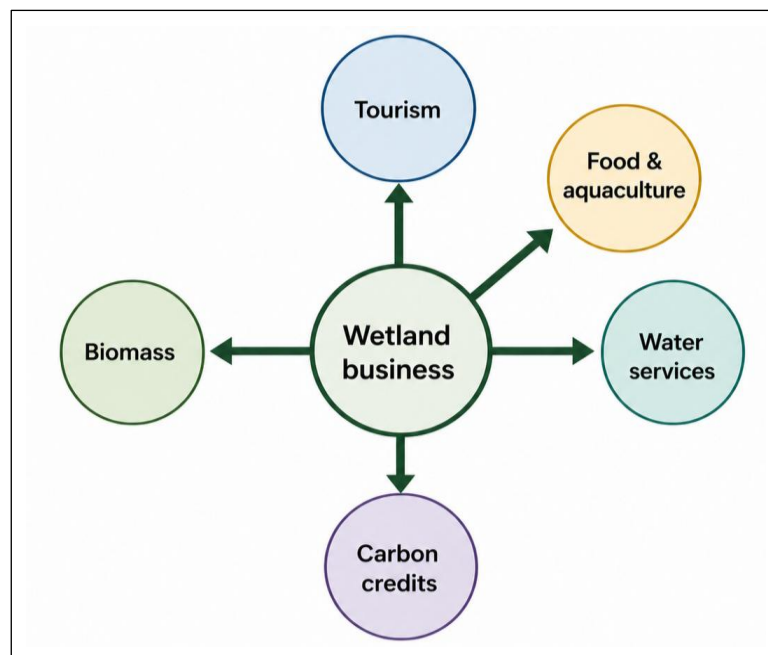 Tourism
Food &
aquaculture
Biomass
Wetland
business
Water
services
Carbon
credits